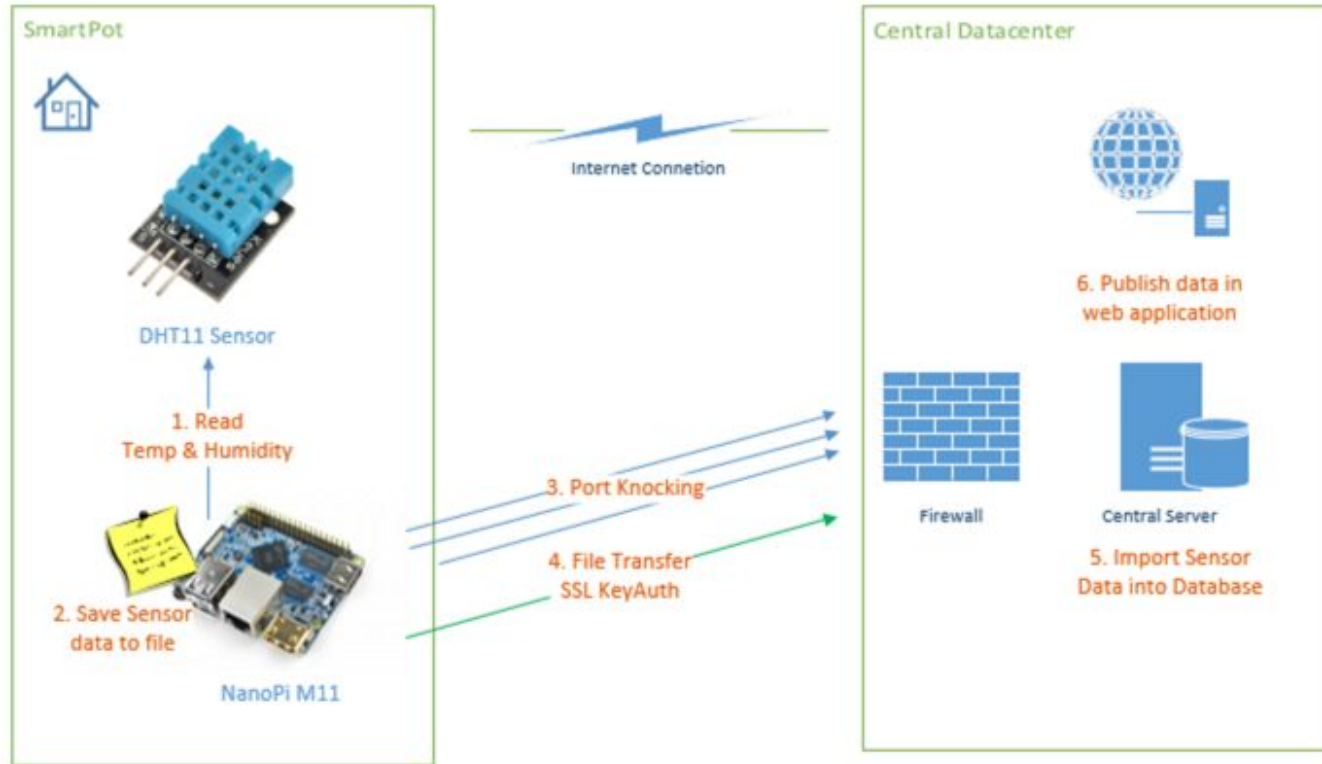 SmartPot
DHT11 Sensor
1. Read
Temp & Humidity
2. Save Sensor
data to file
NanoPi M11
Internet Connetion
3. Port Knocking
4. File Transfer
SSL KeyAuth
Central Datacenter
6. Publish data in
web application
Firewall
Central Server
5. Import Sensor
Data into Database